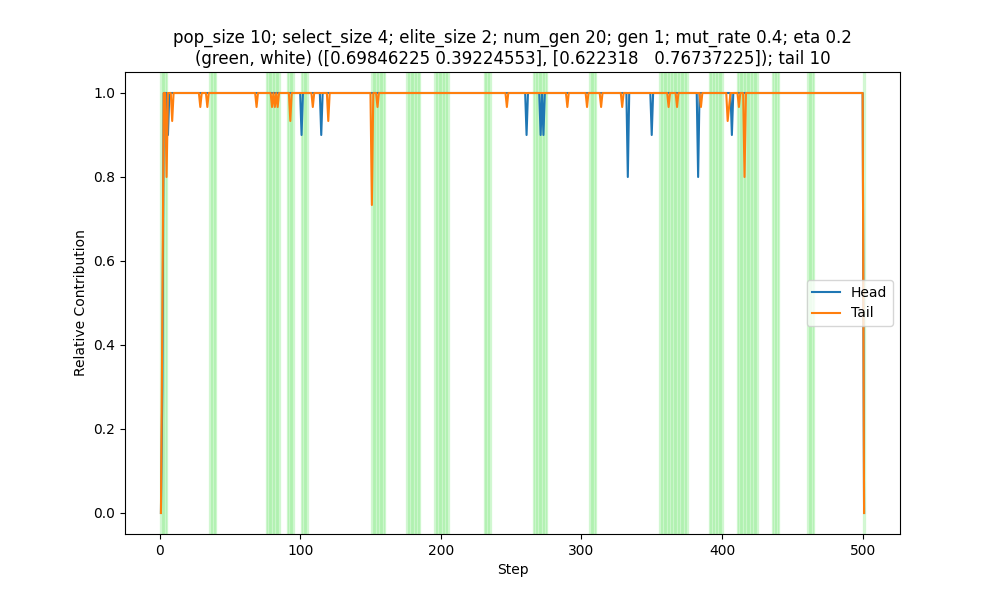 pop_size 10; select_size 4; elite_size 2; num_gen 20; gen 1; mut_rate 0.4; eta 0.2
(green, white) ([0.69846225 0.39224553], [0.622318   0.76737225]); tail 10
1.0
0.8
0.6
0.4
0.2
0.0
Relative Contribution
Head
Tail
0 100 200 300 400 500
Step